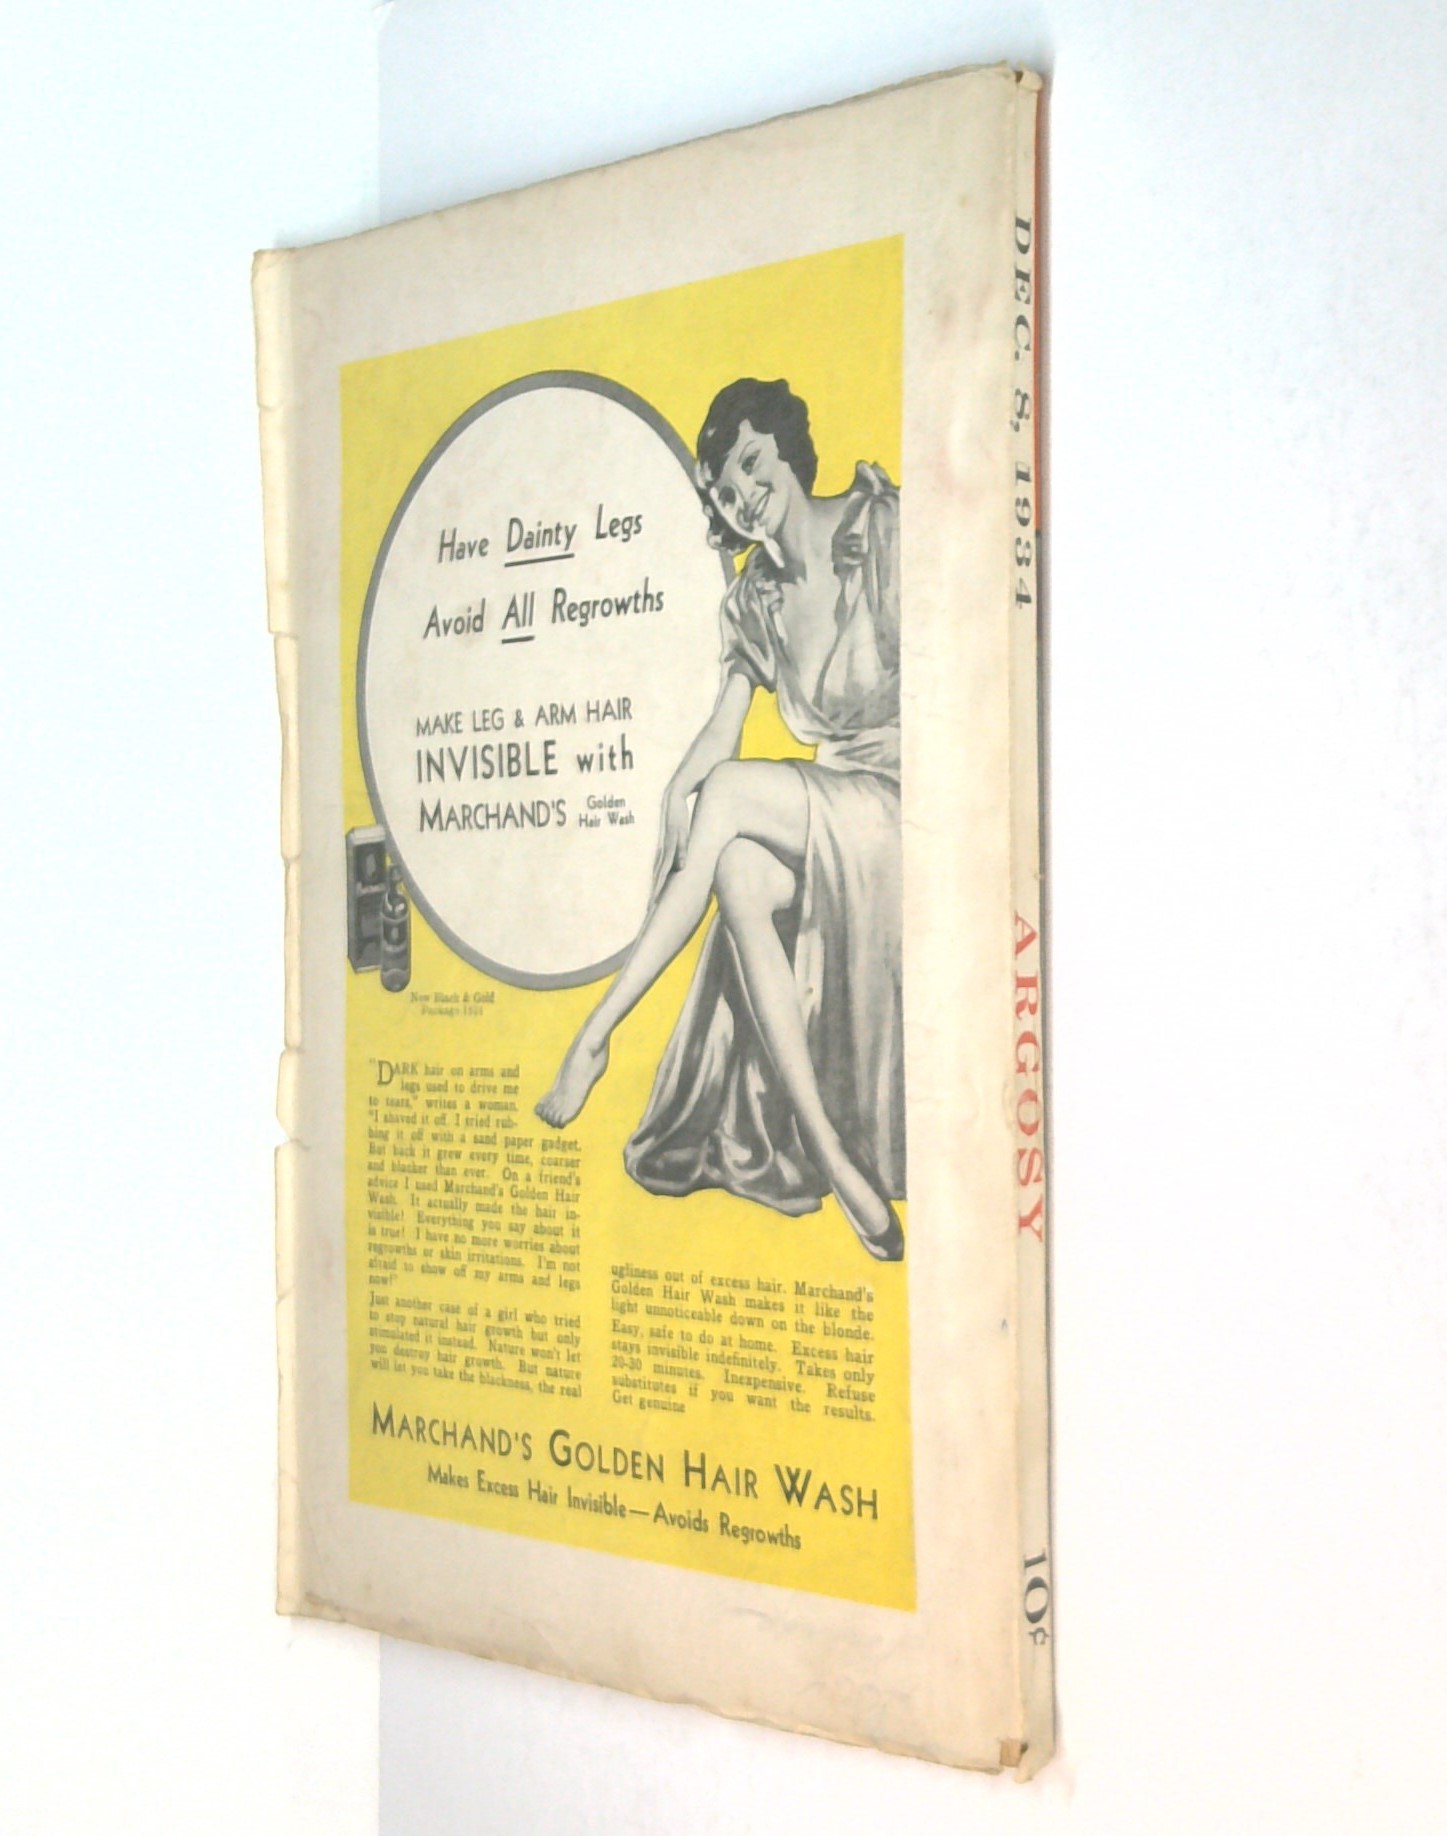 Have Dainty Legs
Avoid All Regrowths
MAKE LEG & ARM HAIR
INVISIBLE with
MARCHAND'S Golden
Hair Wash
New Black & Gold
Package 1934
"DARK hair on arms and
legs used to drive me
to tears," writes a woman.
"I shaved it off. I tried rub-
bing it off with a sand paper gadget.
But back it grew every time, coarser
and blacker than ever. On a friend's
advice I used Marchand's Golden Hair
Wash. It actually made the hair in-
visible! Everything you say about it
is true! I have no more worries about
regrowths or skin irritations. I'm not
afraid to show off my arms and legs
now!"
Just another case of a girl who tried
to stop natural hair growth but only
stimulated it instead. Nature won't let
you destroy hair growth. But nature
will let you take the blackness, the real
ugliness out of excess hair. Marchand's
Golden Hair Wash makes it like the
light unnoticeable down on the blonde.
Easy, safe to do at home. Excess hair
stays invisible indefinitely. Takes only
20-30 minutes. Inexpensive. Refuse
substitutes if you want the results.
Get genuine
MARCHAND'S GOLDEN HAIR WASH
Makes Excess Hair Invisible—Avoids Regrowths
DEC. 8, 1934 ARGOSY 10¢